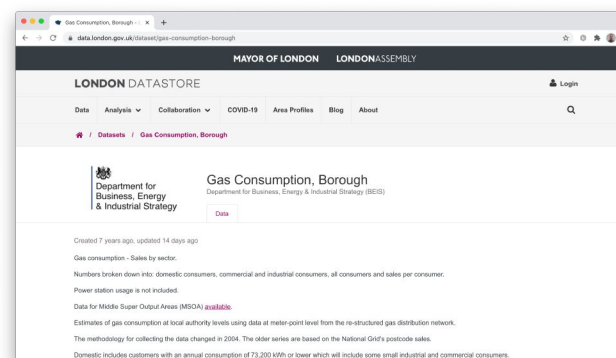 Gas Consumption, Borough - L
data.london.gov.uk/dataset/gas-consumption-borough
MAYOR OF LONDON LONDONASSEMBLY
LONDON DATASTORE
Login
Data Analysis Collaboration COVID-19 Area Profiles Blog About
/ Datasets / Gas Consumption, Borough
Department for
Business, Energy
& Industrial Strategy
Gas Consumption, Borough
Department for Business, Energy & Industrial Strategy (BEIS)
Data
Created 7 years ago, updated 14 days ago
Gas consumption - Sales by sector.
Numbers broken down into: domestic consumers, commercial and industrial consumers, all consumers and sales per consumer.
Power station usage is not included.
Data for Middle Super Output Areas (MSOA) available.
Estimates of gas consumption at local authority levels using data at meter-point level from the re-structured gas distribution network.
The methodology for collecting the data changed in 2004. The older series are based on the National Grid's postcode sales.
Domestic includes customers with an annual consumption of 73,200 kWh or lower which will include some small industrial and commercial consumers.